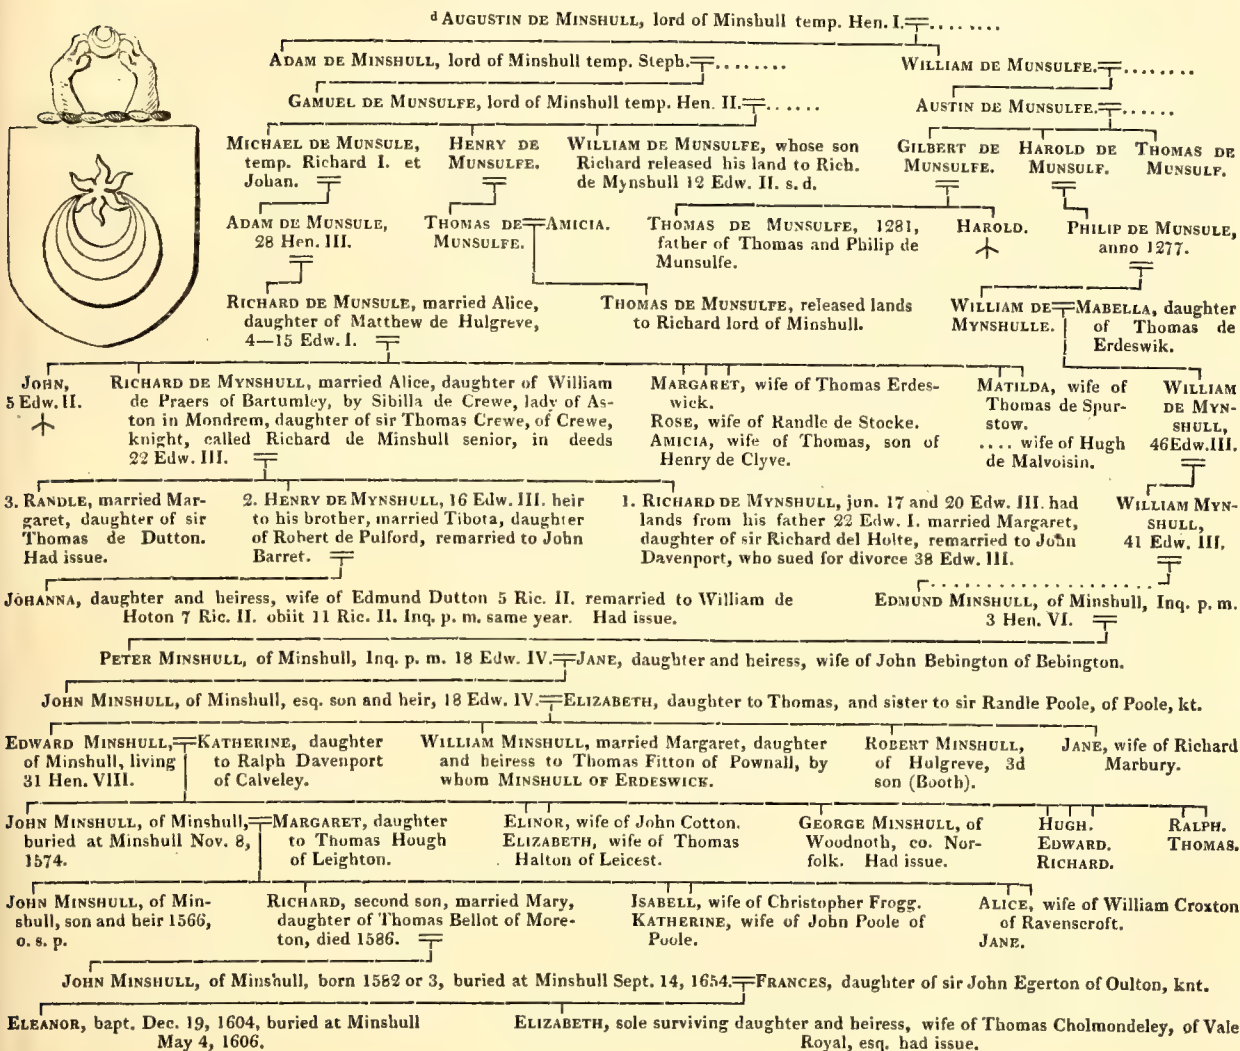 d AUGUSTIN DE MINSHULL, lord of Minshull temp. Hen. I.........
ADAM DE MINSHULL, lord of Minshull temp. Steph.........
WILLIAM DE MUNSULFE.........
GAMUEL DE MUNSULFE, lord of Minshull temp. Hen. II.......
AUSTIN DE MUNSULFE.......
MICHAEL DE MUNSULE,
temp. Richard I. et
Johan.
HENRY DE
MUNSULFE.
WILLIAM DE MUNSULFE, whose son
Richard released his land to Rich.
de Mynshull 12 Edw. II. s. d.
GILBERT DE
MUNSULFE.
HAROLD DE
MUNSULF.
THOMAS DE
MUNSULF.
ADAM DE MUNSULE,
28 Hen. III.
THOMAS DE
MUNSULFE.
AMICIA.
THOMAS DE MUNSULFE, 1281,
father of Thomas and Philip de
Munsulfe.
HAROLD.
PHILIP DE MUNSULE,
anno 1277.
RICHARD DE MUNSULE, married Alice,
daughter of Matthew de Hulgreve,
4—15 Edw. I.
THOMAS DE MUNSULFE, released lands
to Richard lord of Minshull.
WILLIAM DE
MYNSHULLE.
MABELLA, daughter
of Thomas de
Erdeswik.
JOHN,
5 Edw. II.
RICHARD DE MYNSHULL, married Alice, daughter of William
de Praers of Bartumley, by Sibilla de Crewe, lady of As-
ton in Mondrem, daughter of sir Thomas Crewe, of Crewe,
knight, called Richard de Minshull senior, in deeds
22 Edw. III.
MARGARET, wife of Thomas Erdes-
wick.
ROSE, wife of Randle de Stocke.
AMICIA, wife of Thomas, son of
Henry de Clyve.
MATILDA, wife of
Thomas de Spur-
stow.
.... wife of Hugh
de Malvoisin.
WILLIAM
DE MYN-
SHULL,
46 Edw. III.
3. RANDLE, married Mar-
garet, daughter of sir
Thomas de Dutton.
Had issue.
2. HENRY DE MYNSHULL, 16 Edw. III. heir
to his brother, married Tibota, daughter
of Robert de Pulford, remarried to John
Barret.
1. RICHARD DE MYNSHULL, jun. 17 and 20 Edw. III. had
lands from his father 22 Edw. I. married Margaret,
daughter of sir Richard del Holte, remarried to John
Davenport, who sued for divorce 38 Edw. III.
WILLIAM MYN-
SHULL,
41 Edw. III.
JOHANNA, daughter and heiress, wife of Edmund Dutton 5 Ric. II. remarried to William de
Hoton 7 Ric. II. obiit 11 Ric. II. Inq. p. m. same year. Had issue.
EDMUND MINSHULL, of Minshull, Inq. p. m.
3 Hen. VI.
PETER MINSHULL, of Minshull, Inq. p. m. 18 Edw. IV.
JANE, daughter and heiress, wife of John Bebington of Bebington.
JOHN MINSHULL, of Minshull, esq. son and heir, 18 Edw. IV.
ELIZABETH, daughter to Thomas, and sister to sir Randle Poole, of Poole, kt.
EDWARD MINSHULL,
of Minshull, living
31 Hen. VIII.
KATHERINE, daughter
to Ralph Davenport
of Calveley.
WILLIAM MINSHULL, married Margaret, daughter
and heiress to Thomas Fitton of Pownall, by
whom MINSHULL OF ERDESWICK.
ROBERT MINSHULL,
of Hulgreve, 3d
son (Booth).
JANE, wife of Richard
Marbury.
JOHN MINSHULL, of Minshull,
buried at Minshull Nov. 8,
1574.
MARGARET, daughter
to Thomas Hough
of Leighton.
ELINOR, wife of John Cotton.
ELIZABETH, wife of Thomas
Halton of Leicest.
GEORGE MINSHULL, of
Woodnoth, co. Nor-
folk. Had issue.
HUGH.
EDWARD.
RICHARD.
RALPH.
THOMAS.
JOHN MINSHULL, of Min-
shull, son and heir 1566,
o. s. p.
RICHARD, second son, married Mary,
daughter of Thomas Bellot of More-
ton, died 1586.
ISABELL, wife of Christopher Frogg.
KATHERINE, wife of John Poole of
Poole.
ALICE, wife of William Croxton
of Ravenscroft.
JANE.
JOHN MINSHULL, of Minshull, born 1582 or 3, buried at Minshull Sept. 14, 1654.
FRANCES, daughter of sir John Egerton of Oulton, knt.
ELEANOR, bapt. Dec. 19, 1604, buried at Minshull
May 4, 1606.
ELIZABETH, sole surviving daughter and heiress, wife of Thomas Cholmondeley, of Vale
Royal, esq. had issue.